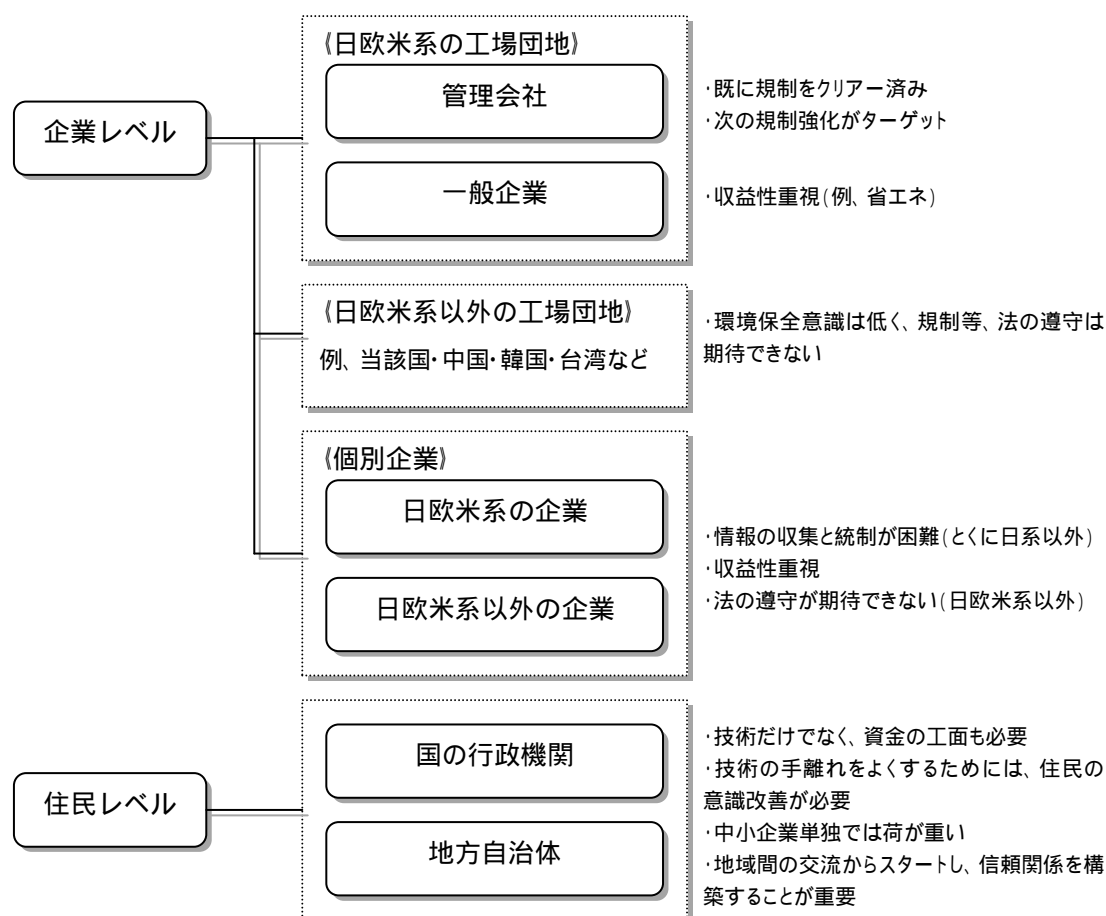 企業レベル
《日欧米系の工場団地》
管理会社
・既に規制をクリアー済み
・次の規制強化がターゲット
一般企業
・収益性重視(例、省エネ)
《日欧米系以外の工場団地》
例、当該国・中国・韓国・台湾など
・環境保全意識は低く、規制等、法の遵守は
期待できない
《個別企業》
日欧米系の企業
日欧米系以外の企業
・情報の収集と統制が困難(とくに日系以外)
・収益性重視
・法の遵守が期待できない(日欧米系以外)
住民レベル
国の行政機関
地方自治体
・技術だけでなく、資金の工面も必要
・技術の手離れをよくするためには、住民の
意識改善が必要
・中小企業単独では荷が重い
・地域間の交流からスタートし、信頼関係を構
築することが重要